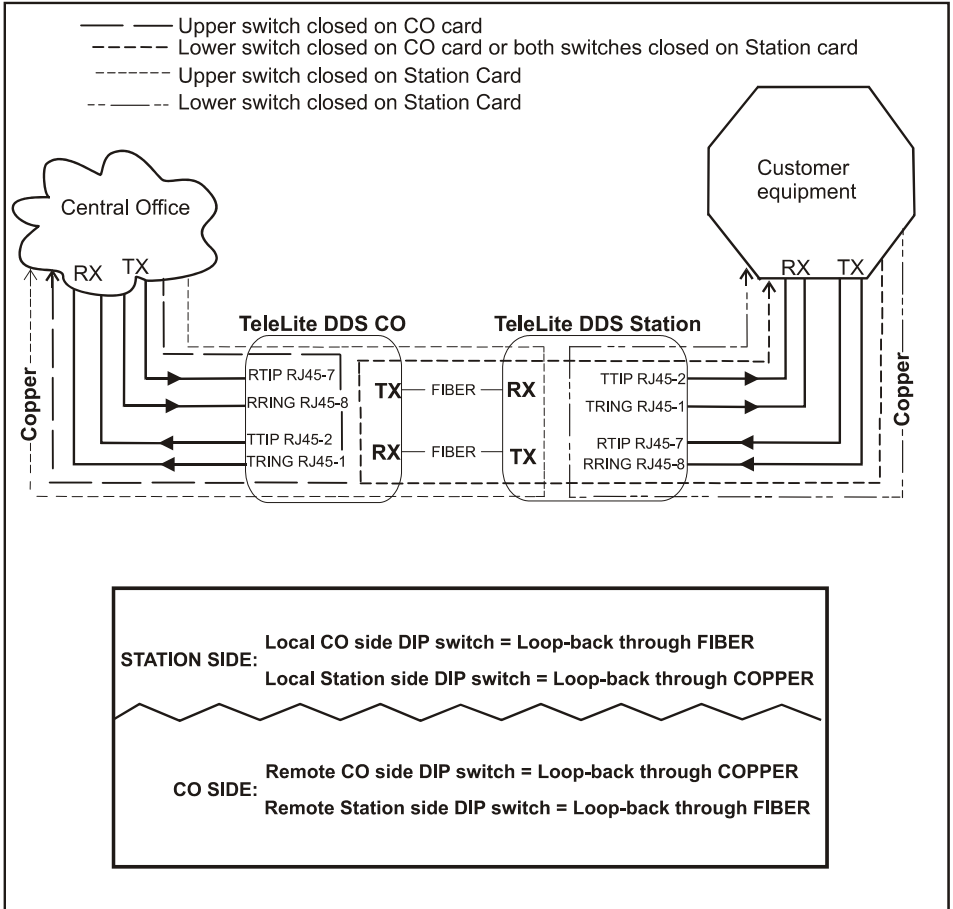 Upper switch closed on CO card
Lower switch closed on CO card or both switches closed on Station card
Upper switch closed on Station Card
Lower switch closed on Station Card
Central Office
RX TX
Customer
equipment
RX TX
Copper
TeleLite DDS CO
RTIP RJ45-7
RRING RJ45-8
TTIP RJ45-2
TRING RJ45-1
TX
RX
FIBER
FIBER
TeleLite DDS Station
RX
TX
TTIP RJ45-2
TRING RJ45-1
RTIP RJ45-7
RRING RJ45-8
Copper
STATION SIDE:
Local CO side DIP switch = Loop-back through FIBER
Local Station side DIP switch = Loop-back through COPPER
CO SIDE:
Remote CO side DIP switch = Loop-back through COPPER
Remote Station side DIP switch = Loop-back through FIBER